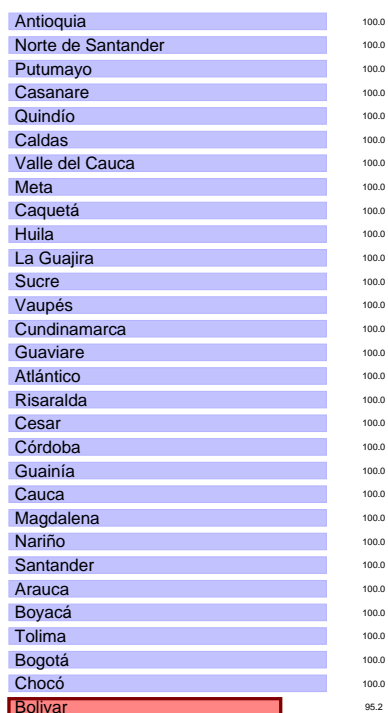 Antioquia 100.0
Norte de Santander 100.0
Putumayo 100.0
Casanare 100.0
Quindío 100.0
Caldas 100.0
Valle del Cauca 100.0
Meta 100.0
Caquetá 100.0
Huila 100.0
La Guajira 100.0
Sucre 100.0
Vaupés 100.0
Cundinamarca 100.0
Guaviare 100.0
Atlántico 100.0
Risaralda 100.0
Cesar 100.0
Córdoba 100.0
Guainía 100.0
Cauca 100.0
Magdalena 100.0
Nariño 100.0
Santander 100.0
Arauca 100.0
Boyacá 100.0
Tolima 100.0
Bogotá 100.0
Chocó 100.0
Bolivar 95.2